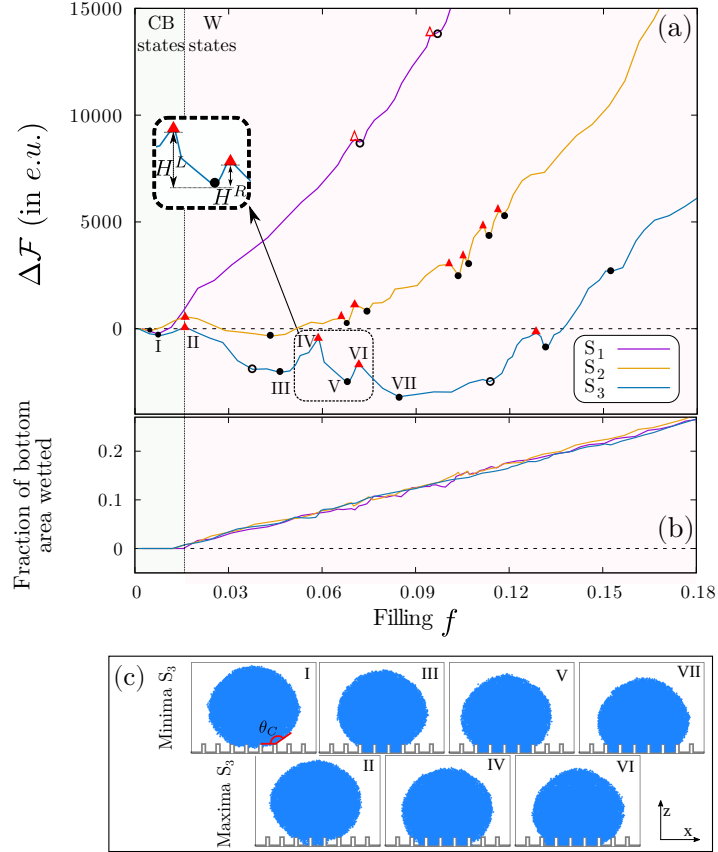 CB
states
W
states
(a)
15000
10000
5000
0
ΔF (in e.u.)
H^L
H^R
I
II
III
IV
V
VI
VII
S1
S2
S3
Fraction of bottom
area wetted
0.2
0.1
0
(b)
0
0.03
0.06
0.09
0.12
0.15
0.18
Filling f
(c)
Minima S3
I
III
V
VII
θC
Maxima S3
II
IV
VI
z
x